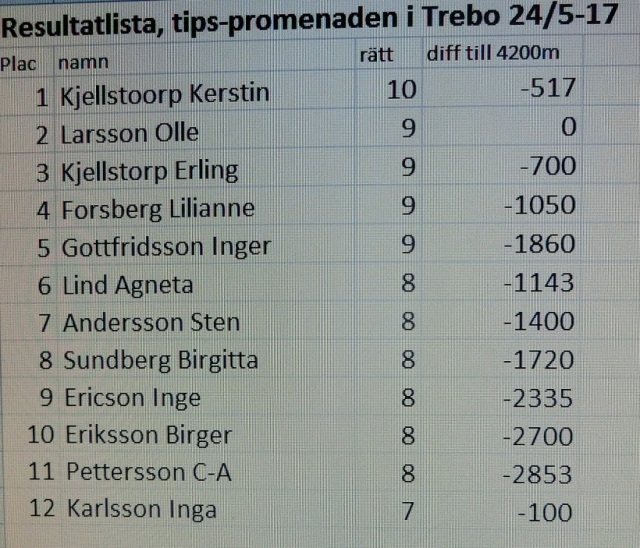 Resultatlista, tips-promenaden i Trebo 24/5-17
Plac namn rätt diff till 4200m
1 Kjellstoorp Kerstin 10 -517
2 Larsson Olle 9 0
3 Kjellstorp Erling 9 -700
4 Forsberg Lilianne 9 -1050
5 Gottfridsson Inger 9 -1860
6 Lind Agneta 8 -1143
7 Andersson Sten 8 -1400
8 Sundberg Birgitta 8 -1720
9 Ericson Inge 8 -2335
10 Eriksson Birger 8 -2700
11 Pettersson C-A 8 -2853
12 Karlsson Inga 7 -100